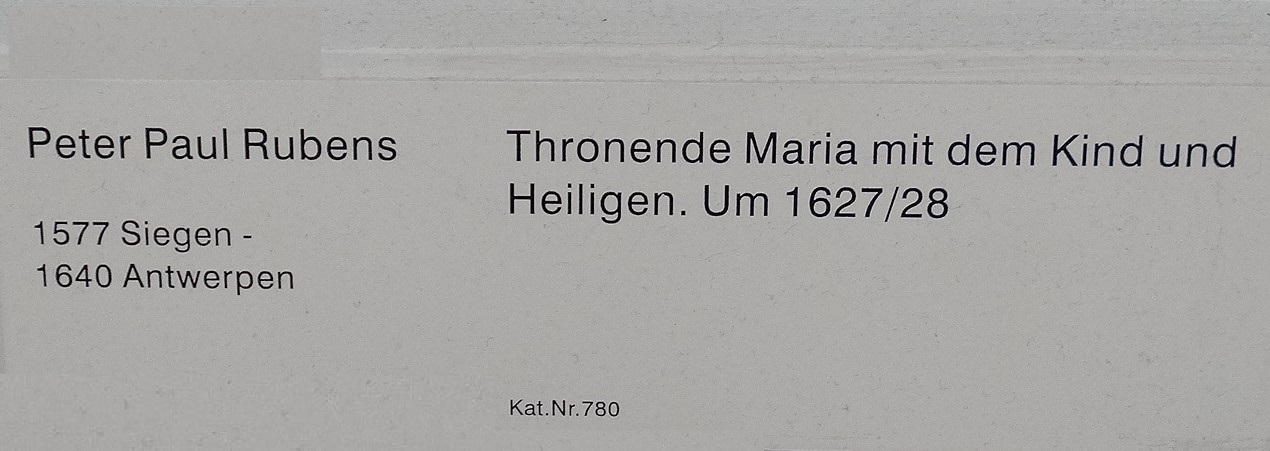 Peter Paul Rubens
1577 Siegen -
1640 Antwerpen
Thronende Maria mit dem Kind und
Heiligen. Um 1627/28
Kat.Nr.780